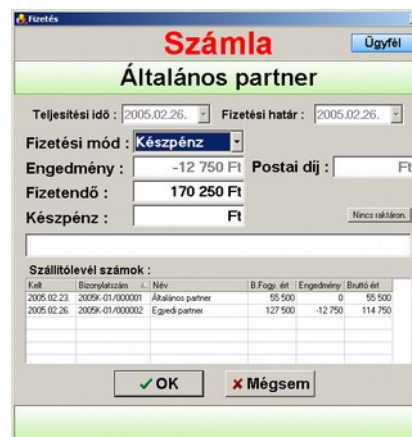 Fizetés
Számla
Ügyfél
Általános partner
Teljesítési idő : 2005.02.26. Fizetési határ : 2005.02.26.
Fizetési mód : Készpénz
Engedmény : -12 750 Ft Postai díj : Ft
Fizetendő : 170 250 Ft
Készpénz : Ft
Nincs raktáron.
Szállítólevél számok :
Kelt Bizonylatszám Név B.Fogy. ért Engedmény Bruttó ért
2005.02.23. 2005K-01/000001 Általános partner 55 500 0 55 500
2005.02.26. 2005K-01/000002 Egyedi partner 127 500 -12 750 114 750
OK Mégsem